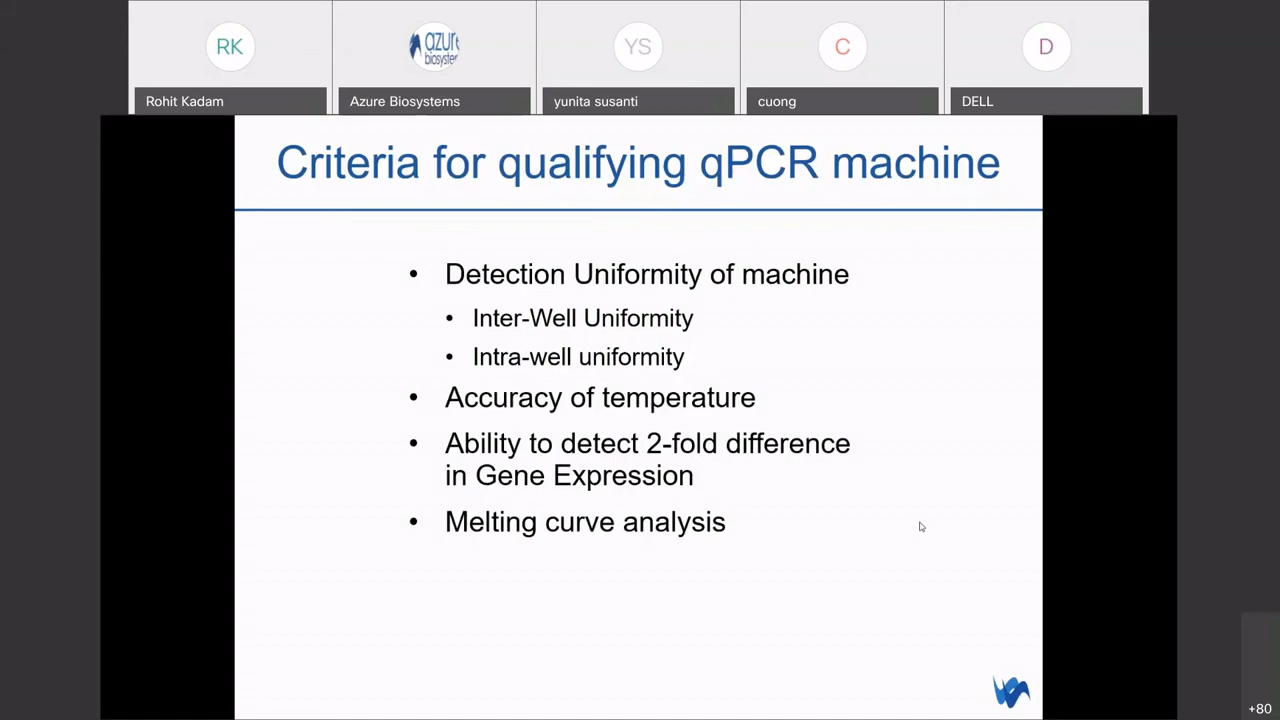 RK
azure
biosystem
YS
C
D
Rohit Kadam
Azure Biosystems
yunita susanti
cuong
DELL
Criteria for qualifying qPCR machine
• Detection Uniformity of machine
• Inter-Well Uniformity
• Intra-well uniformity
• Accuracy of temperature
• Ability to detect 2-fold difference
in Gene Expression
• Melting curve analysis
+80